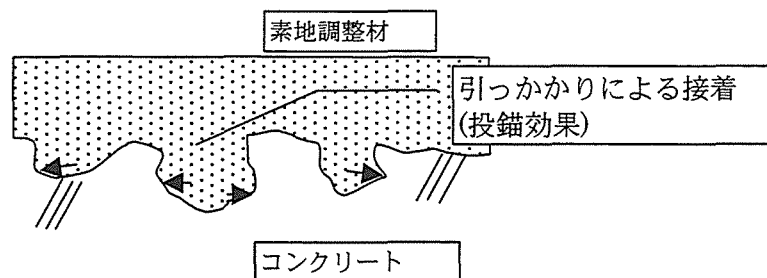 素地調整材
引っかかりによる接着
(投錨効果)
コンクリート